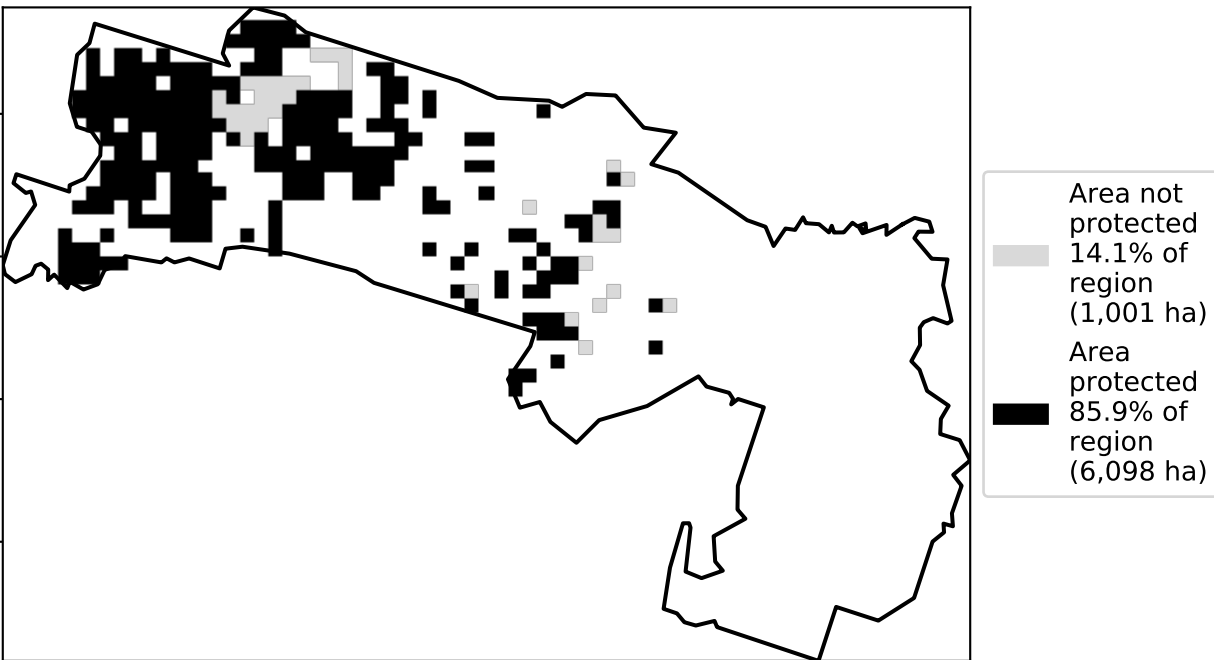 Area not
protected
14.1% of
region
(1,001 ha)
Area
protected
85.9% of
region
(6,098 ha)